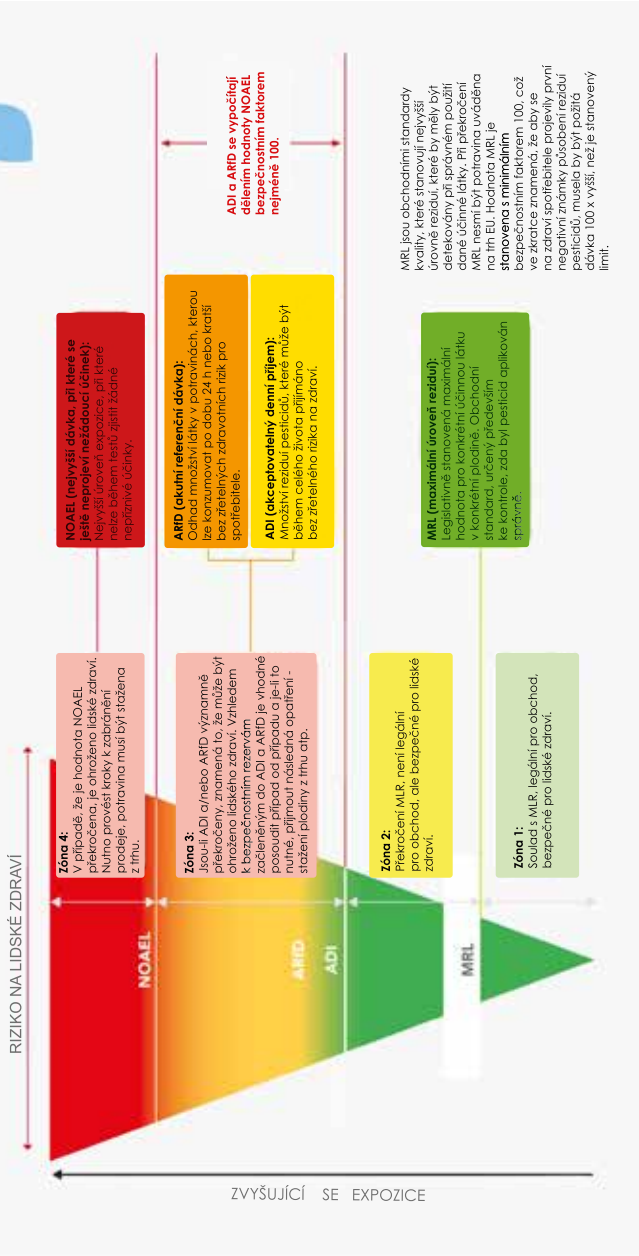 RIZIKO NA LIDSKÉ ZDRAVÍ
ZVYŠUJÍCÍ SE EXPOZICE
NOAEL
ARfD
ADI
MRL
Zóna 4:
V případě, že je hodnota NOAEL
překročena, je ohroženo lidské zdraví.
Nutno provést kroky k zabránění
prodeje, potravina musí být stažena
z trhu.
Zóna 3:
Jsou-li ADI a/nebo ARfD významně
překročeny, znamená to, že může být
ohroženo lidského zdraví. Vzhledem
k bezpečnostním rezervám
začleněným do ADI a ARfD je vhodné
posoudit případ od případu a je-li to
nutné, přijmout následná opatření -
stažení plodiny z trhu atp.
Zóna 2:
Překročení MLR, není legální
pro obchod, ale bezpečné pro lidské
zdraví.
Zóna 1:
Soulad s MLR, legální pro obchod,
bezpečné pro lidské zdraví.
NOAEL (nejvyšší dávka, při které se
ještě neprojeví nežádoucí účinek):
Nejvyšší úroveň expozice, při které
nelze během testů zjistit žádné
nepříznivé účinky.
ARfD (akutní referenční dávka):
Odhad množství látky v potravinách, kterou
lze konzumovat po dobu 24 h nebo kratší
bez zřetelných zdravotních rizik pro
spotřebitele.
ADI (akceptovatelný denní příjem):
Množství reziduí pesticidů, které může být
během celého života přijímáno
bez zřetelného rizika na zdraví.
MRL (maximální úroveň reziduí):
Legislativně stanovená maximální
hodnota pro konkrétní účinnou látku
v konkrétní plodině. Obchodní
standard, určený především
ke kontrole, zda byl pesticid aplikován
správně.
ADI a ARfD se vypočítají
dělením hodnoty NOAEL
bezpečnostním faktorem
nejméně 100.
MRL jsou obchodními standardy
kvality, které stanovují nejvyšší
úrovně reziduí, které by měly být
detekovány při správném použití
dané účinné látky. Při překročení
MRL nesmí být potravina uváděna
na trh EU. Hodnota MRL je
stanovena s minimálním
bezpečnostním faktorem 100, což
ve zkratce znamená, že aby se
na zdraví spotřebitele projevily první
negativní známky působení reziduí
pesticidů, musela by být požitá
dávka 100 x vyšší, než je stanovený
limit.